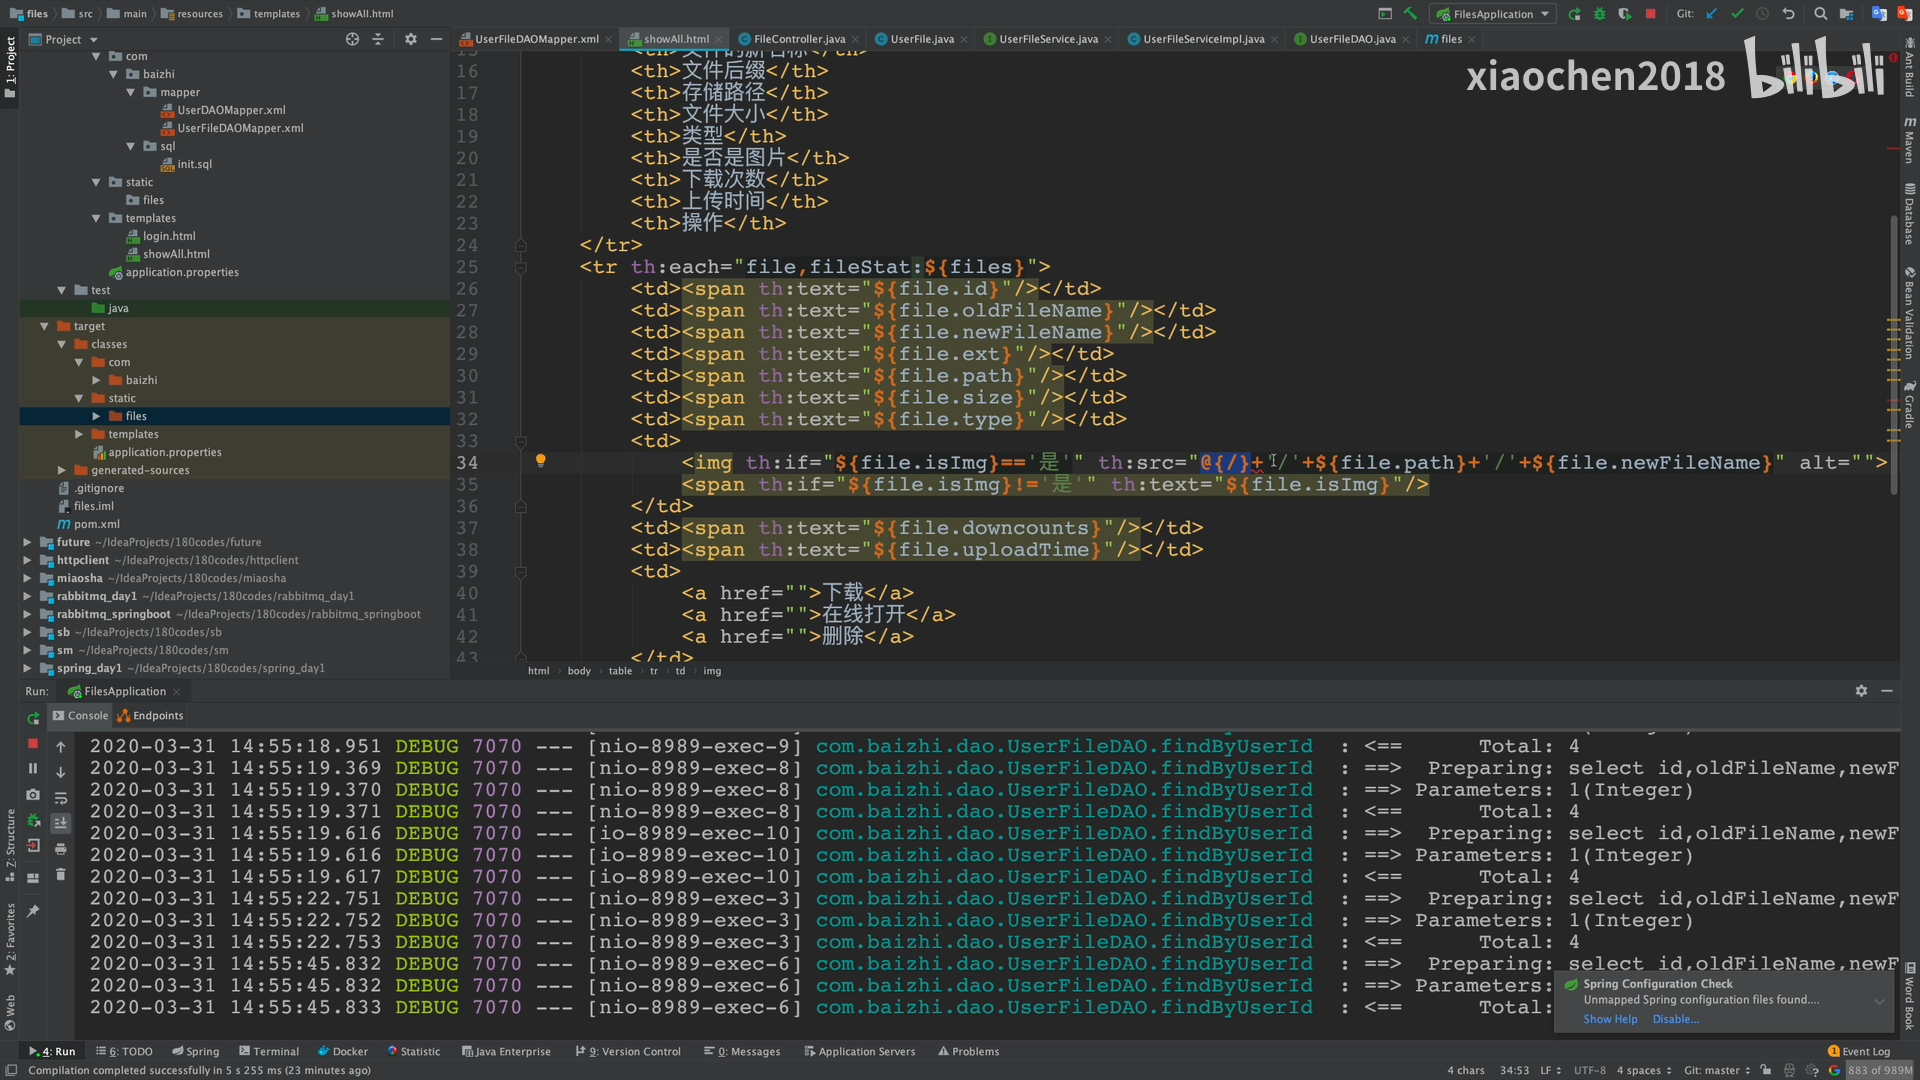 files src main resources templates showAll.html
FilesApplication Git:
Project
UserFileDAOMapper.xml showAll.html FileController.java UserFile.java UserFileService.java UserFileServiceImpl.java UserFileDAO.java files
xiaochen2018 bilibili
com
baizhi
mapper
UserDAOMapper.xml
UserFileDAOMapper.xml
sql
init.sql
static
files
templates
login.html
showAll.html
application.properties
test
java
target
classes
com
baizhi
static
files
templates
application.properties
generated-sources
.gitignore
files.iml
pom.xml
future ~/IdeaProjects/180codes/future
httpclient ~/IdeaProjects/180codes/httpclient
miaosha ~/IdeaProjects/180codes/miaosha
rabbitmq_day1 ~/IdeaProjects/180codes/rabbitmq_day1
rabbitmq_springboot ~/IdeaProjects/180codes/rabbitmq_springboot
sb ~/IdeaProjects/180codes/sb
sm ~/IdeaProjects/180codes/sm
spring_day1 ~/IdeaProjects/180codes/spring_day1
16 <th>文件后缀</th>
17 <th>存储路径</th>
18 <th>文件大小</th>
19 <th>类型</th>
20 <th>是否是图片</th>
21 <th>下载次数</th>
22 <th>上传时间</th>
23 <th>操作</th>
24 </tr>
25 <tr th:each="file,fileStat:${files}">
26 <td><span th:text="${file.id}"/></td>
27 <td><span th:text="${file.oldFileName}"/></td>
28 <td><span th:text="${file.newFileName}"/></td>
29 <td><span th:text="${file.ext}"/></td>
30 <td><span th:text="${file.path}"/></td>
31 <td><span th:text="${file.size}"/></td>
32 <td><span th:text="${file.type}"/></td>
33 <td>
34 <img th:if="${file.isImg}=='是'" th:src="@{/}+'/'+${file.path}+'/'+${file.newFileName}" alt="">
35 <span th:if="${file.isImg}!='是'" th:text="${file.isImg}"/>
36 </td>
37 <td><span th:text="${file.downcounts}"/></td>
38 <td><span th:text="${file.uploadTime}"/></td>
39 <td>
40 <a href="">下载</a>
41 <a href="">在线打开</a>
42 <a href="">删除</a>
43 </td>
html body table tr td img
1: Project
Z: Structure
2: Favorites
Web
Ant Build
Maven
Database
Bean Validation
Gradle
Word Book
Run: FilesApplication
Console Endpoints
2020-03-31 14:55:18.951 DEBUG 7070 --- [nio-8989-exec-9] com.baizhi.dao.UserFileDAO.findByUserId : <== Total: 4
2020-03-31 14:55:19.369 DEBUG 7070 --- [nio-8989-exec-8] com.baizhi.dao.UserFileDAO.findByUserId : ==> Preparing: select id,oldFileName,newF
2020-03-31 14:55:19.370 DEBUG 7070 --- [nio-8989-exec-8] com.baizhi.dao.UserFileDAO.findByUserId : ==> Parameters: 1(Integer)
2020-03-31 14:55:19.371 DEBUG 7070 --- [nio-8989-exec-8] com.baizhi.dao.UserFileDAO.findByUserId : <== Total: 4
2020-03-31 14:55:19.616 DEBUG 7070 --- [io-8989-exec-10] com.baizhi.dao.UserFileDAO.findByUserId : ==> Preparing: select id,oldFileName,newF
2020-03-31 14:55:19.616 DEBUG 7070 --- [io-8989-exec-10] com.baizhi.dao.UserFileDAO.findByUserId : ==> Parameters: 1(Integer)
2020-03-31 14:55:19.617 DEBUG 7070 --- [io-8989-exec-10] com.baizhi.dao.UserFileDAO.findByUserId : <== Total: 4
2020-03-31 14:55:22.751 DEBUG 7070 --- [nio-8989-exec-3] com.baizhi.dao.UserFileDAO.findByUserId : ==> Preparing: select id,oldFileName,newF
2020-03-31 14:55:22.752 DEBUG 7070 --- [nio-8989-exec-3] com.baizhi.dao.UserFileDAO.findByUserId : ==> Parameters: 1(Integer)
2020-03-31 14:55:22.753 DEBUG 7070 --- [nio-8989-exec-3] com.baizhi.dao.UserFileDAO.findByUserId : <== Total: 4
2020-03-31 14:55:45.832 DEBUG 7070 --- [nio-8989-exec-6] com.baizhi.dao.UserFileDAO.findByUserId : ==> Preparing: select id,oldFileName,newF
2020-03-31 14:55:45.832 DEBUG 7070 --- [nio-8989-exec-6] com.baizhi.dao.UserFileDAO.findByUserId : ==> Parameters:
2020-03-31 14:55:45.833 DEBUG 7070 --- [nio-8989-exec-6] com.baizhi.dao.UserFileDAO.findByUserId : <== Total:
Spring Configuration Check
Unmapped Spring configuration files found....
Show Help Disable...
4: Run 6: TODO Spring Terminal Docker Statistic Java Enterprise 9: Version Control 0: Messages Application Servers Problems 1 Event Log
Compilation completed successfully in 5 s 255 ms (23 minutes ago) 4 chars 34:53 LF UTF-8 4 spaces Git: master 883 of 989M